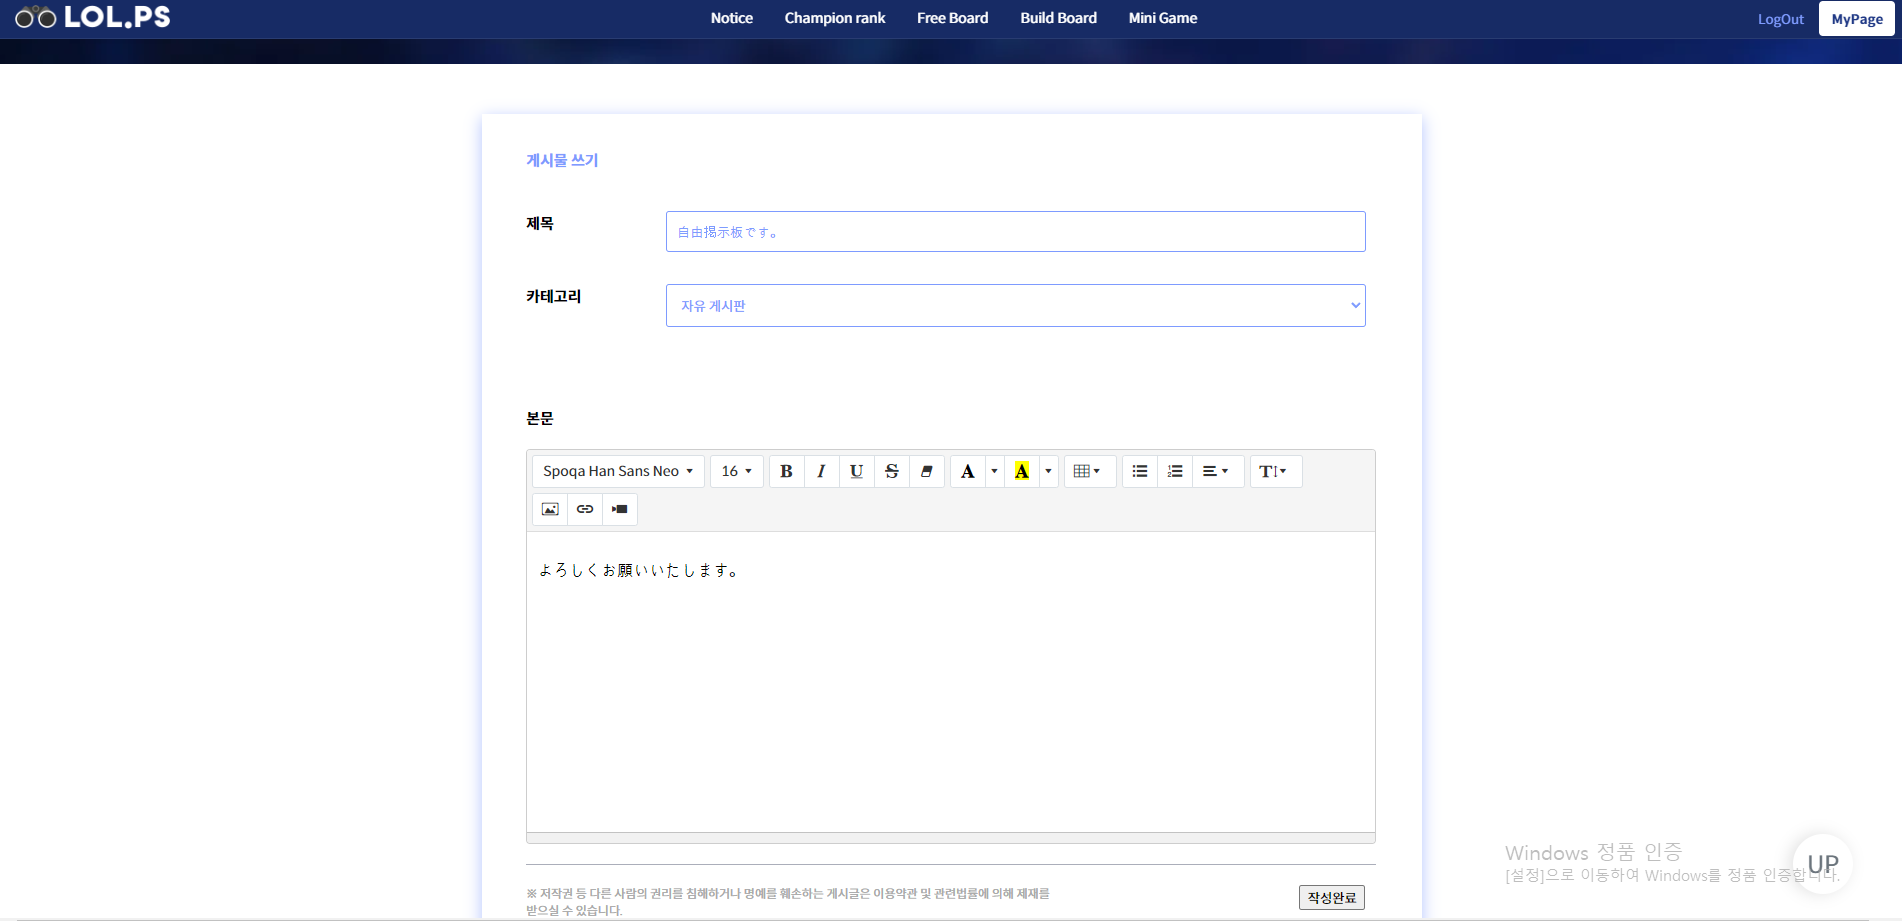 LOL.PS
Notice Champion rank Free Board Build Board Mini Game
LogOut MyPage
게시물 쓰기
제목
自由掲示板です。
카테고리
자유 게시판
본문
Spoqa Han Sans Neo 16 B I U S A A T
よろしくお願いいたします。
Windows 정품 인증
[설정]으로 이동하여 Windows를 정품 인증합니다.
UP
※ 저작권 등 다른 사람의 권리를 침해하거나 명예를 훼손하는 게시글은 이용약관 및 관련법률에 의해 제재를
받으실 수 있습니다.
작성완료